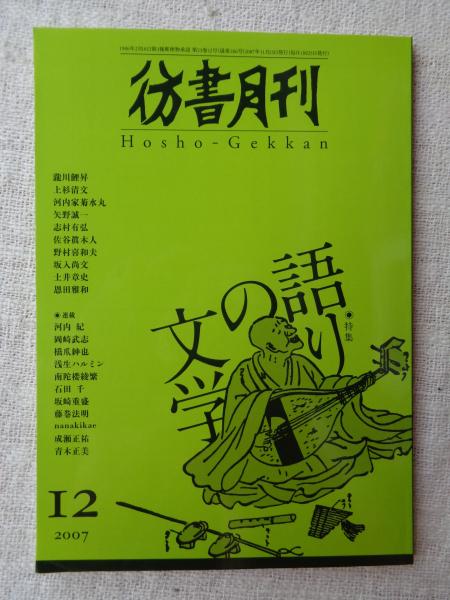 彷書月刊
Hosho-Gekkan
瀧川鯉昇
上杉清文
河内家菊水丸
矢野誠一
志村有弘
佐谷眞木人
野村喜和夫
坂入尚文
土井章史
恩田雅和
◉連載
河内 紀
岡崎武志
橋爪紳也
浅生ハルミン
南陀楼綾繁
石田 千
坂崎重盛
藤巻法明
nanakikae
成瀬正祐
青木正美
◉特集
語りの
文学
12
2007